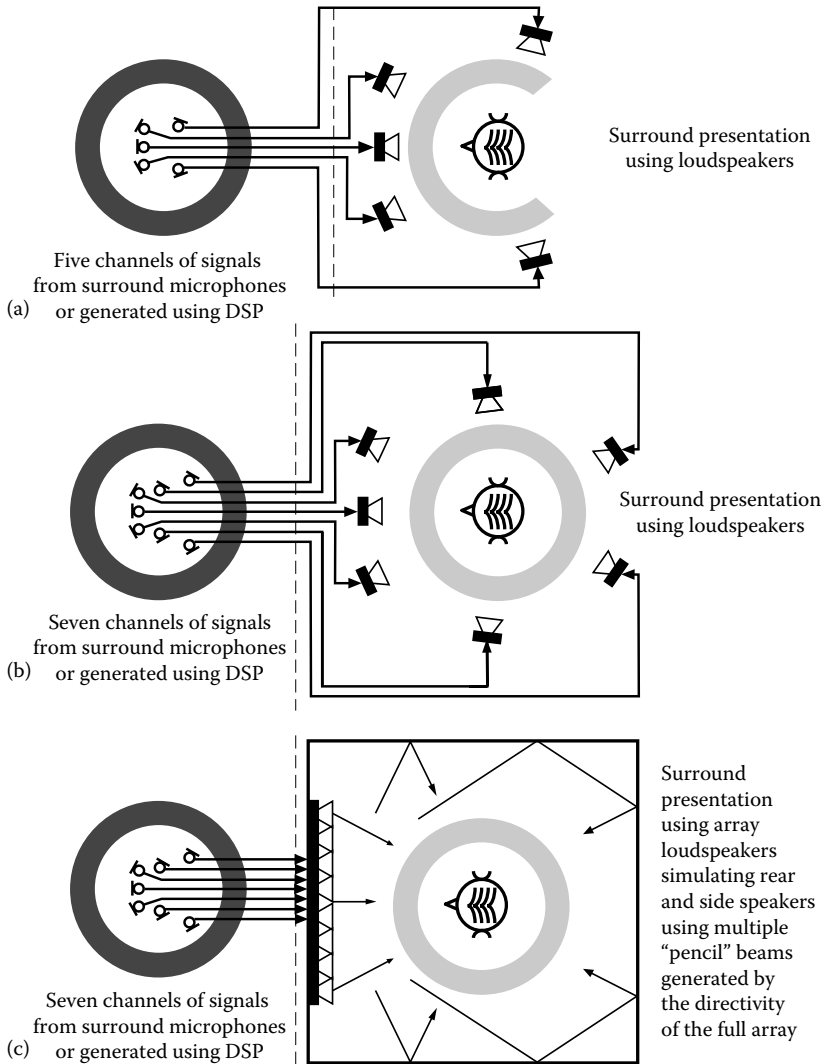 Surround presentation
using loudspeakers
Five channels of signals
from surround microphones
or generated using DSP
(a)
Surround presentation
using loudspeakers
Seven channels of signals
from surround microphones
or generated using DSP
(b)
Surround
presentation
using array
loudspeakers
simulating rear
and side speakers
using multiple
“pencil” beams
generated by
the directivity
of the full array
Seven channels of signals
from surround microphones
or generated using DSP
(c)